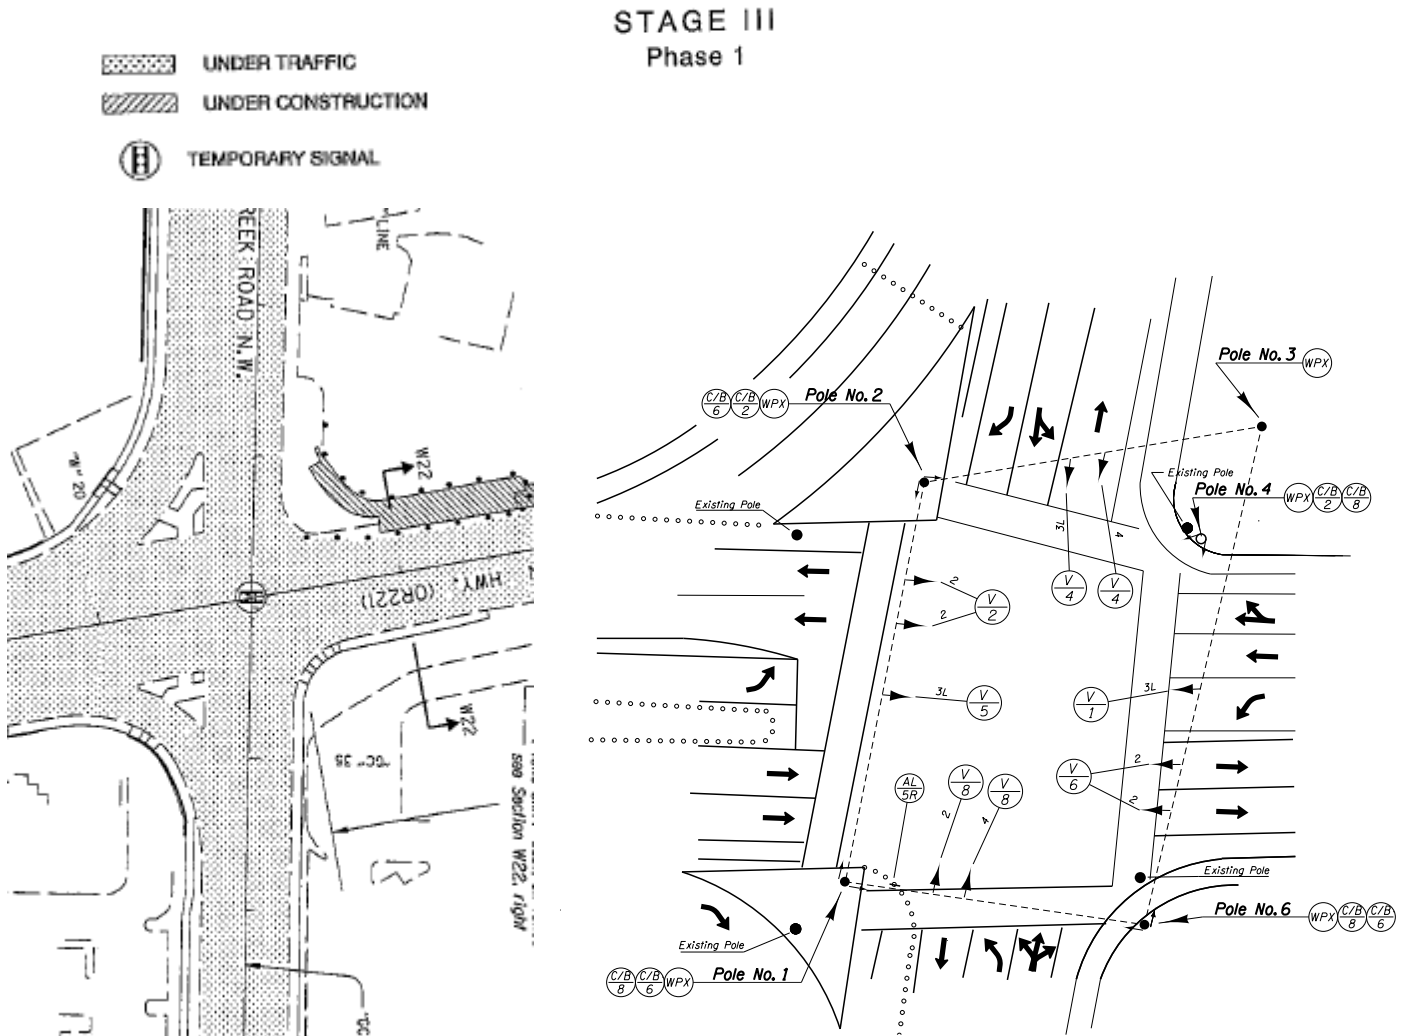 STAGE III
Phase 1
UNDER TRAFFIC
UNDER CONSTRUCTION
TEMPORARY SIGNAL
REEK ROAD N.W.
LINE
"W" 20
W22
HWY. (OR221)
W22
"GC" 35
see Section W22, right
"GC
Pole No. 3
WPX
C/B
6
C/B
2
WPX
Pole No. 2
Existing Pole
Pole No. 4
WPX
C/B
2
C/B
8
Existing Pole
3L
4
V
4
V
4
2
2
V
2
3L
V
5
3L
V
1
2
2
V
6
AL
5R
V
8
V
8
2
4
Existing Pole
Pole No. 6
WPX
C/B
8
C/B
6
Existing Pole
C/B
8
C/B
6
WPX
Pole No. 1